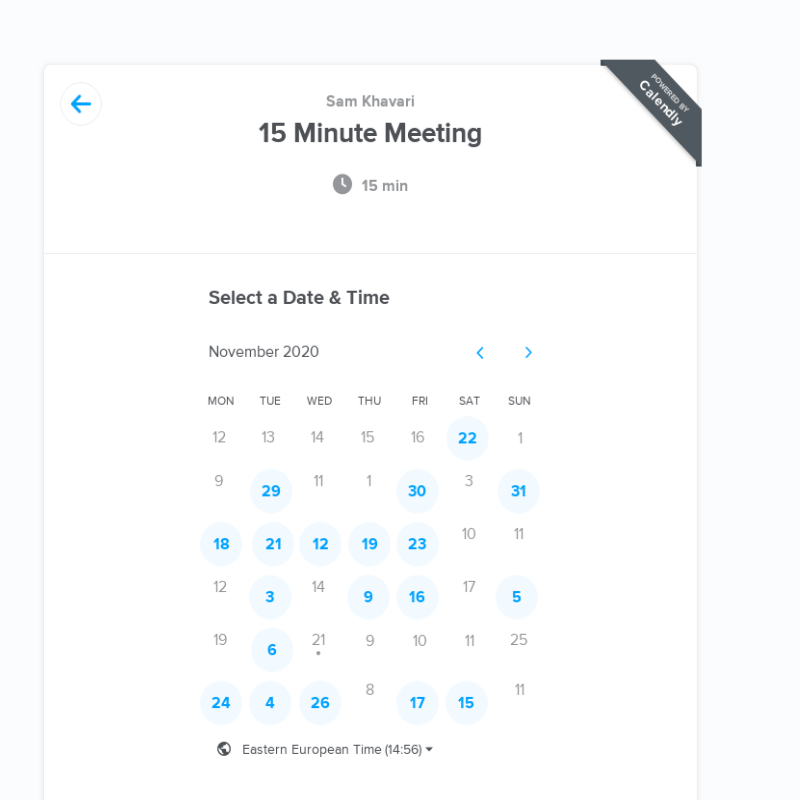 POWERED BY
Calendly
Sam Khavari
15 Minute Meeting
15 min
Select a Date & Time
November 2020
MON TUE WED THU FRI SAT SUN
12 13 14 15 16 22 1
9 29 11 1 30 3 31
18 21 12 19 23 10 11
12 3 14 9 16 17 5
19 6 21 9 10 11 25
24 4 26 8 17 15 11
Eastern European Time (14:56)